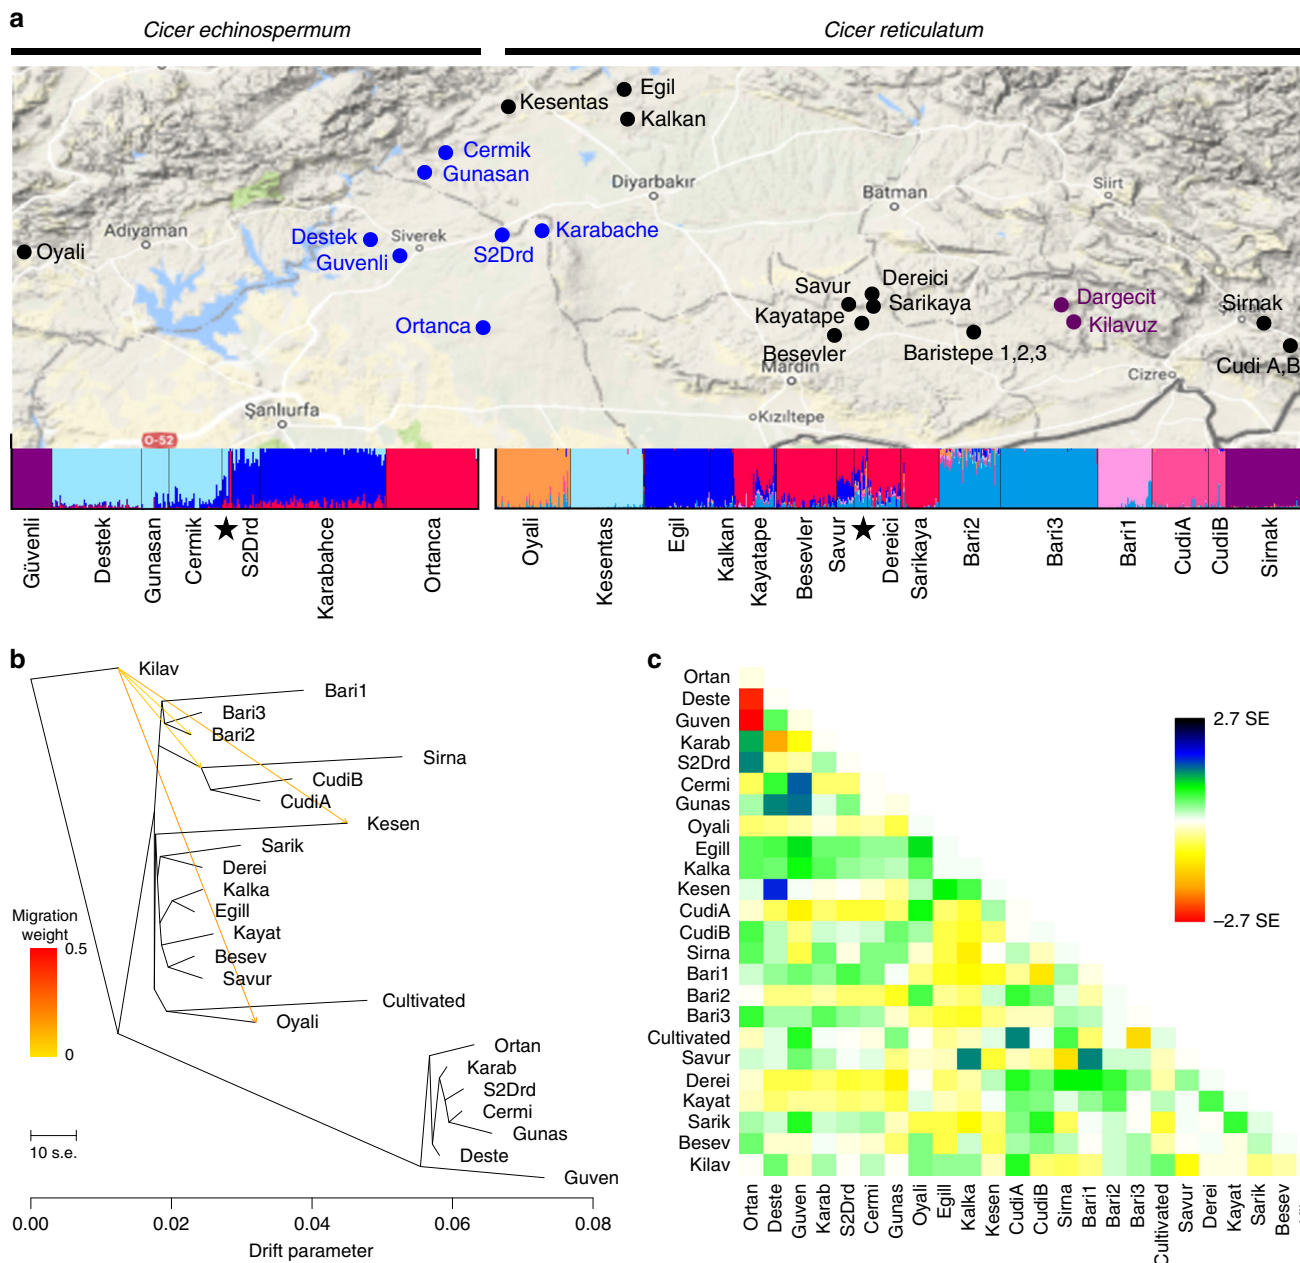 a
Cicer echinospermum
Cicer reticulatum
Egil
Kesentas
Kalkan
Cermik
Gunasan
Diyarbakır
Batman
Siirt
Adıyaman
Destek
Siverek
Karabache
Oyali
Guvenli
S2Drd
Savur
Dereici
Dargecit
Sirnak
Kayatape
Sarikaya
Kilavuz
Ortanca
Besevler
Baristepe 1,2,3
Cudi A,B
Mardin
Cizre
Şanlıurfa
Kızıltepe
O-52
Güvenli
Destek
Gunasan
Cermik
S2Drd
Karabahce
Ortanca
Oyali
Kesentas
Egil
Kalkan
Kayatape
Besevler
Savur
Dereici
Sarikaya
Bari2
Bari3
Bari1
CudiA
CudiB
Sirnak
b
Kilav
Bari1
Bari3
Bari2
Sirna
CudiB
CudiA
Kesen
Sarik
Derei
Kalka
Egill
Kayat
Besev
Savur
Cultivated
Oyali
Ortan
Karab
S2Drd
Cermi
Gunas
Deste
Guven
Migration
weight
0.5
0
10 s.e.
0.00 0.02 0.04 0.06 0.08
Drift parameter
c
Ortan
Deste
Guven
Karab
S2Drd
Cermi
Gunas
Oyali
Egill
Kalka
Kesen
CudiA
CudiB
Sirna
Bari1
Bari2
Bari3
Cultivated
Savur
Derei
Kayat
Sarik
Besev
Kilav
2.7 SE
−2.7 SE
Ortan
Deste
Guven
Karab
S2Drd
Cermi
Gunas
Oyali
Egill
Kalka
Kesen
CudiA
CudiB
Sirna
Bari1
Bari2
Bari3
Cultivated
Savur
Derei
Kayat
Sarik
Besev